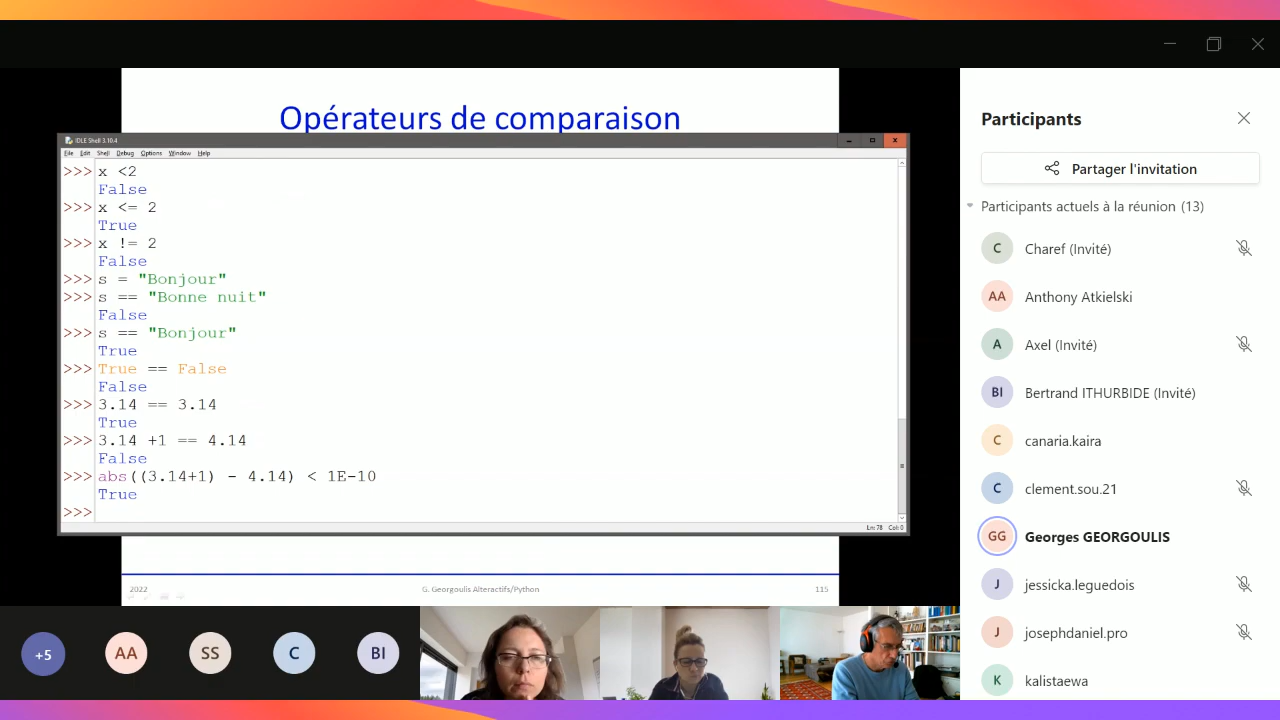 Opérateurs de comparaison
IDLE Shell 3.10.4
File Edit Shell Debug Options Window Help
>>> x <2
False
>>> x <= 2
True
>>> x != 2
False
>>> s = "Bonjour"
>>> s == "Bonne nuit"
False
>>> s == "Bonjour"
True
>>> True == False
False
>>> 3.14 == 3.14
True
>>> 3.14 +1 == 4.14
False
>>> abs((3.14+1) - 4.14) < 1E-10
True
>>>
Ln: 78 Col: 0
2022 G. Georgoulis Alteractifs/Python 115
+5 AA SS C BI
Participants
Partager l'invitation
Participants actuels à la réunion (13)
C Charef (Invité)
AA Anthony Atkielski
A Axel (Invité)
BI Bertrand ITHURBIDE (Invité)
C canaria.kaira
C clement.sou.21
GG Georges GEORGOULIS
J jessicka.leguedois
J josephdaniel.pro
K kalistaewa